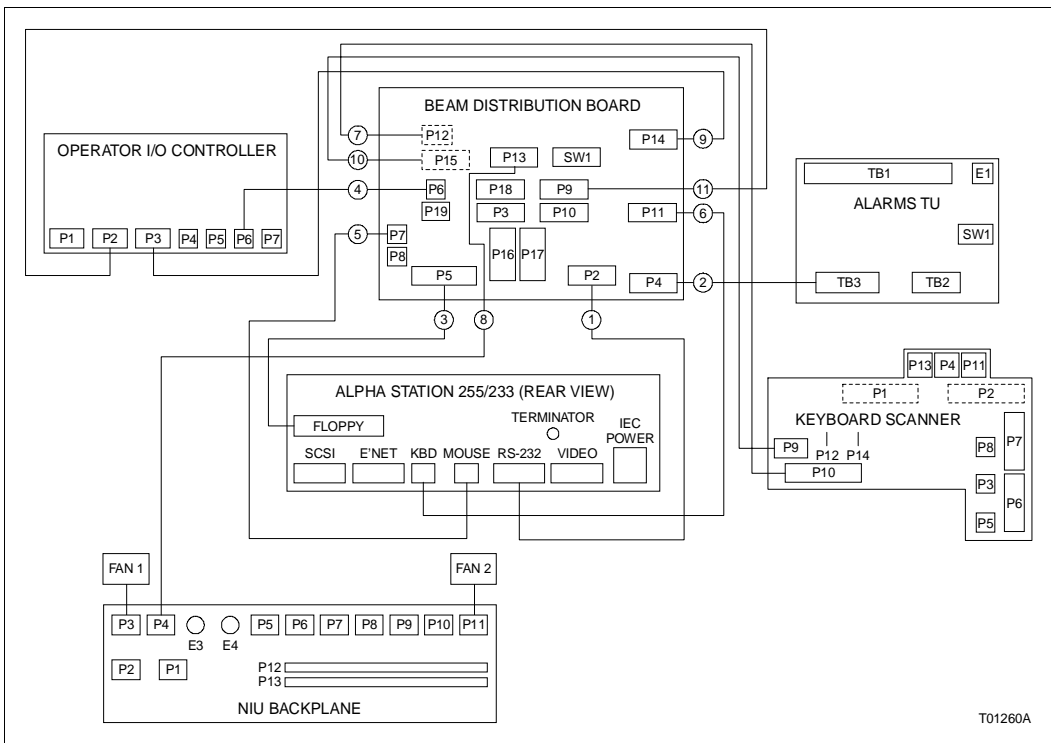 BEAM DISTRIBUTION BOARD
7
P12
P14
9
10
P15
P13
SW1
4
P6
P18
P9
11
P19
P3
P10
P11
6
5
P7
P8
P16
P17
P5
P2
P4
2
3
8
1
OPERATOR I/O CONTROLLER
P1
P2
P3
P4
P5
P6
P7
TB1
E1
ALARMS TU
SW1
TB3
TB2
ALPHA STATION 255/233 (REAR VIEW)
FLOPPY
TERMINATOR
IEC
POWER
SCSI
E'NET
KBD
MOUSE
RS-232
VIDEO
P13
P4
P11
P1
P2
KEYBOARD SCANNER
P9
P12
P14
P10
P8
P7
P3
P6
P5
FAN 1
FAN 2
P3
P4
E3
E4
P5
P6
P7
P8
P9
P10
P11
P2
P1
P12
P13
NIU BACKPLANE
T01260A